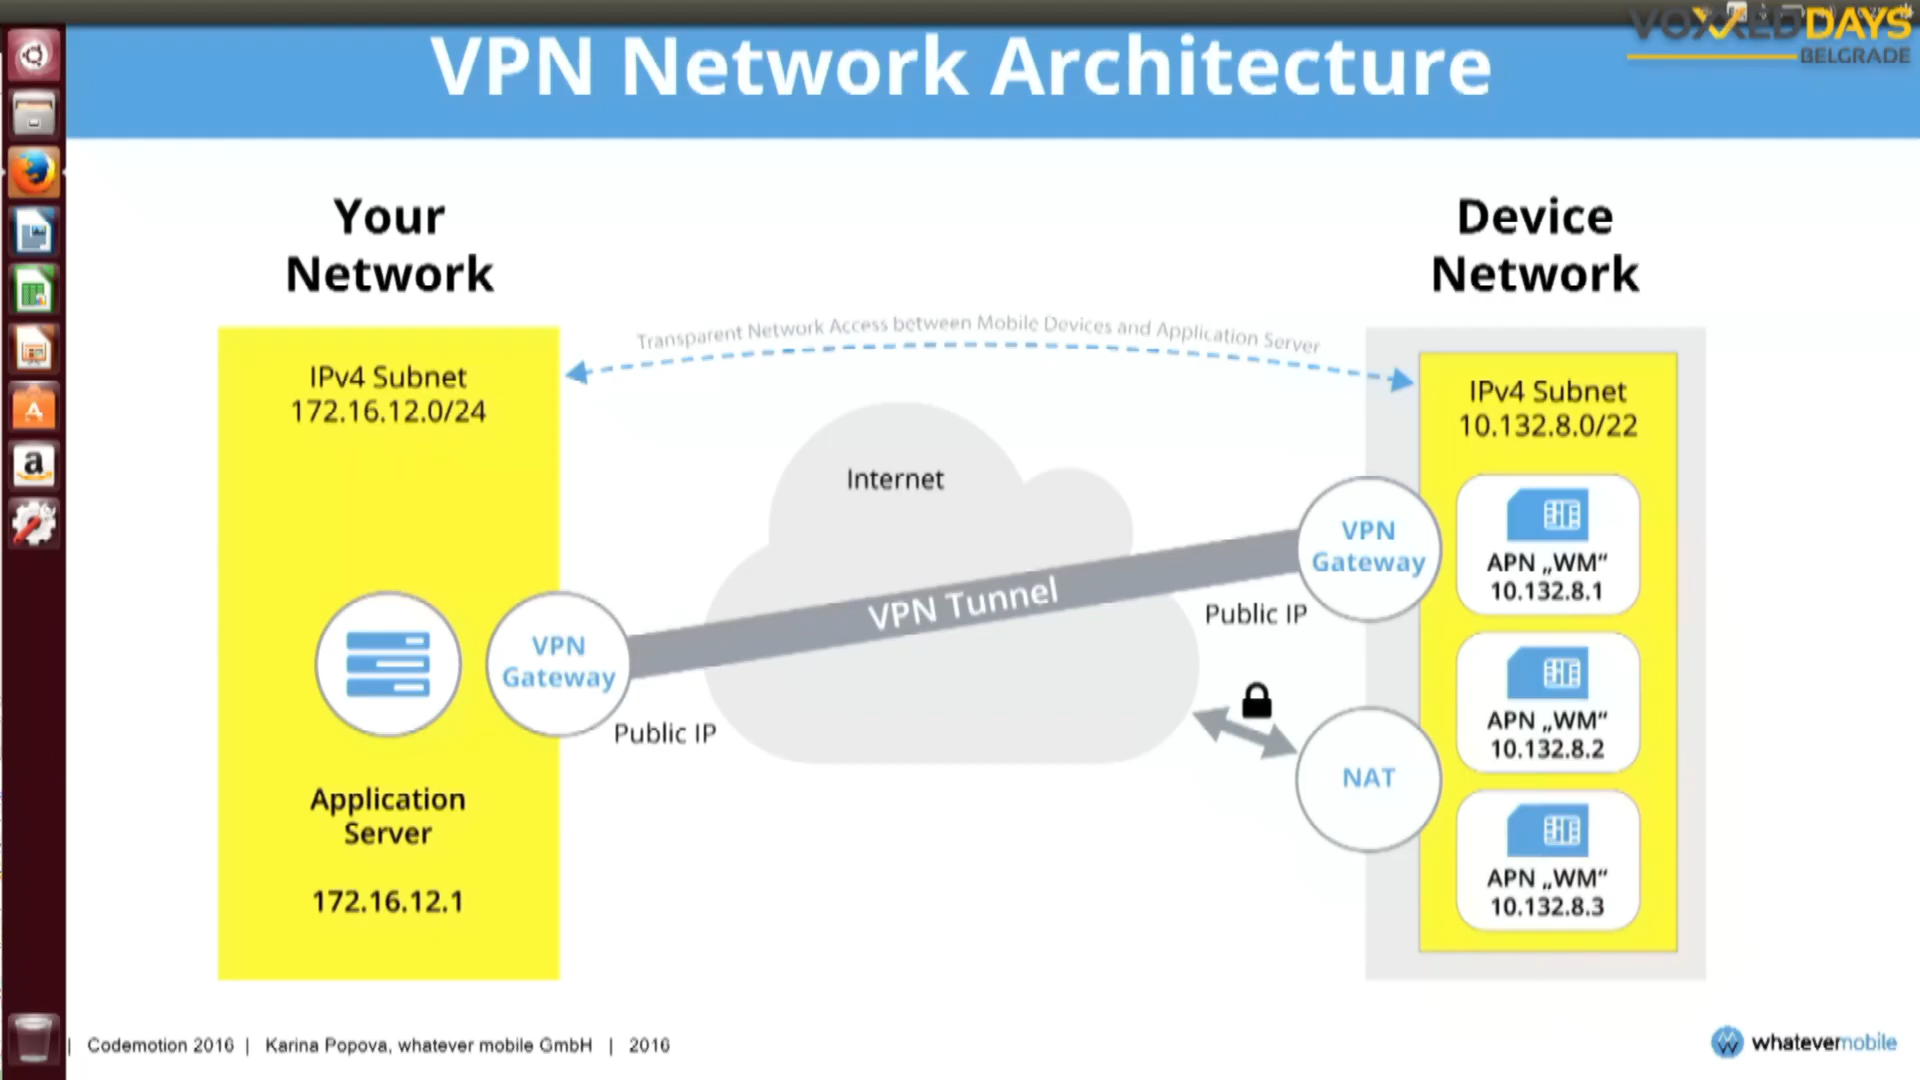 VOXXED DAYS
BELGRADE
VPN Network Architecture
Your
Network
Device
Network
Transparent Network Access between Mobile Devices and Application Server
IPv4 Subnet
172.16.12.0/24
IPv4 Subnet
10.132.8.0/22
Internet
VPN
Gateway
APN „WM“
10.132.8.1
VPN Tunnel
Public IP
VPN
Gateway
Public IP
APN „WM“
10.132.8.2
NAT
Application
Server
172.16.12.1
APN „WM“
10.132.8.3
| Codemotion 2016 | Karina Popova, whatever mobile GmbH | 2016
whatevermobile